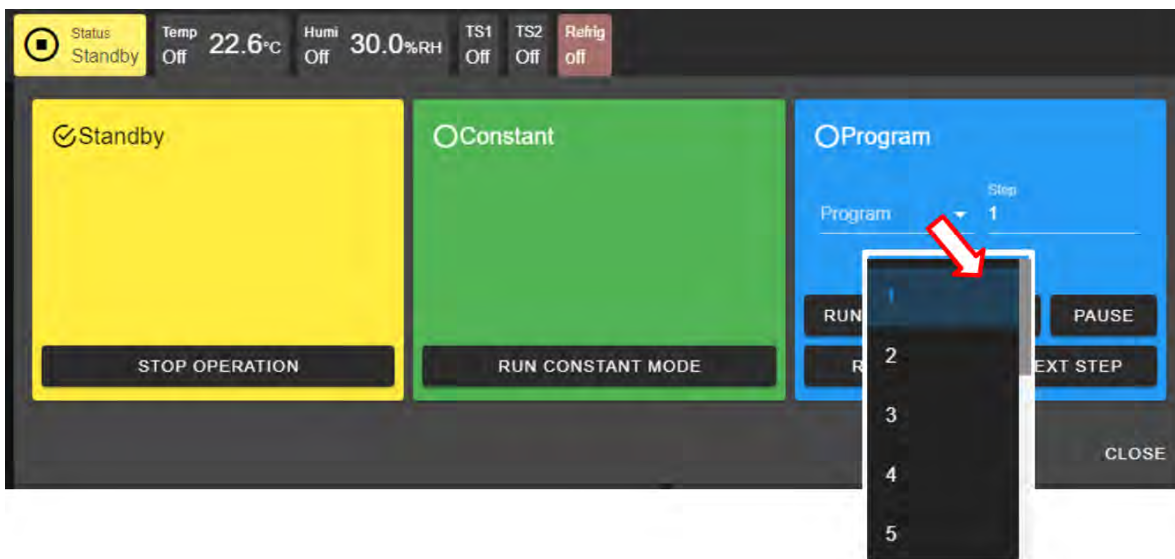 Status
Standby
Temp
Off
22.6°C
Humi
Off
30.0%RH
TS1
Off
TS2
Off
Refrig
off
Standby
STOP OPERATION
Constant
RUN CONSTANT MODE
Program
Program
Step
1
RUN
PAUSE
R
EXT STEP
1
2
3
4
5
CLOSE